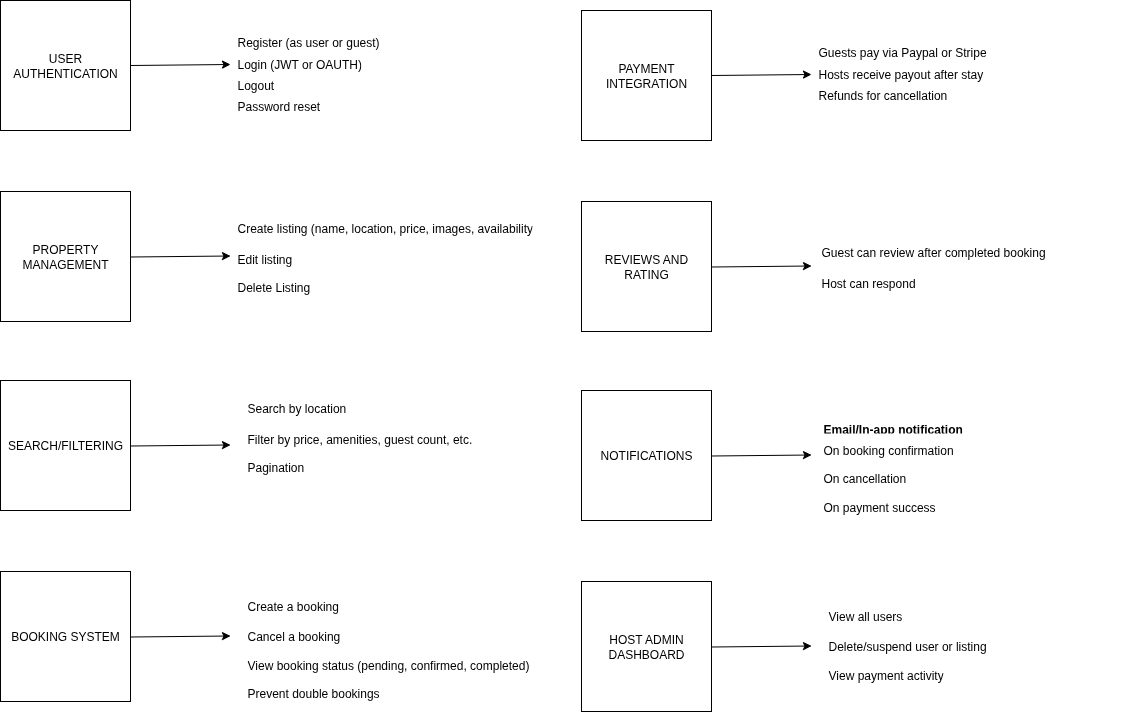 USER
AUTHENTICATION
Register (as user or guest)
Login (JWT or OAUTH)
Logout
Password reset
PROPERTY
MANAGEMENT
Create listing (name, location, price, images, availability
Edit listing
Delete Listing
SEARCH/FILTERING
Search by location
Filter by price, amenities, guest count, etc.
Pagination
BOOKING SYSTEM
Create a booking
Cancel a booking
View booking status (pending, confirmed, completed)
Prevent double bookings
PAYMENT
INTEGRATION
Guests pay via Paypal or Stripe
Hosts receive payout after stay
Refunds for cancellation
REVIEWS AND
RATING
Guest can review after completed booking
Host can respond
NOTIFICATIONS
Email/In-app notification
On booking confirmation
On cancellation
On payment success
HOST ADMIN
DASHBOARD
View all users
Delete/suspend user or listing
View payment activity